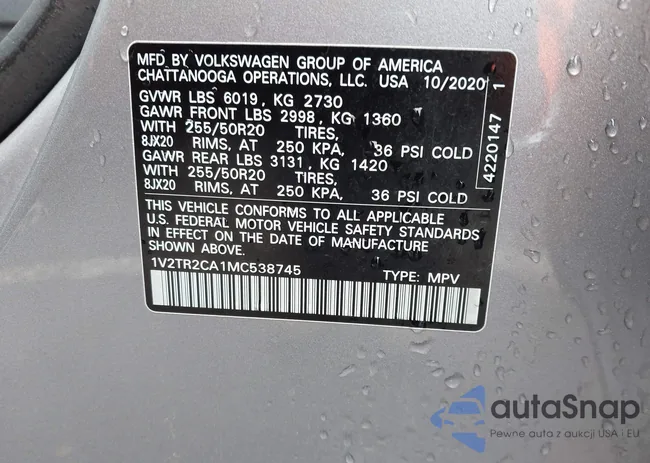 MFD BY VOLKSWAGEN GROUP OF AMERICA
CHATTANOOGA OPERATIONS, LLC. USA 10/2020
GVWR LBS 6019, KG 2730
GAWR FRONT LBS 2998, KG 1360
WITH 255/50R20 TIRES,
8JX20 RIMS, AT 250 KPA, 36 PSI COLD
GAWR REAR LBS 3131, KG 1420
WITH 255/50R20 TIRES,
8JX20 RIMS, AT 250 KPA, 36 PSI COLD
4220147 1
THIS VEHICLE CONFORMS TO ALL APPLICABLE
U.S. FEDERAL MOTOR VEHICLE SAFETY STANDARDS
IN EFFECT ON THE DATE OF MANUFACTURE
SHOWN ABOVE.
1V2TR2CA1MC538745 TYPE: MPV
autaSnap
Pewne auta z aukcji USA · EU